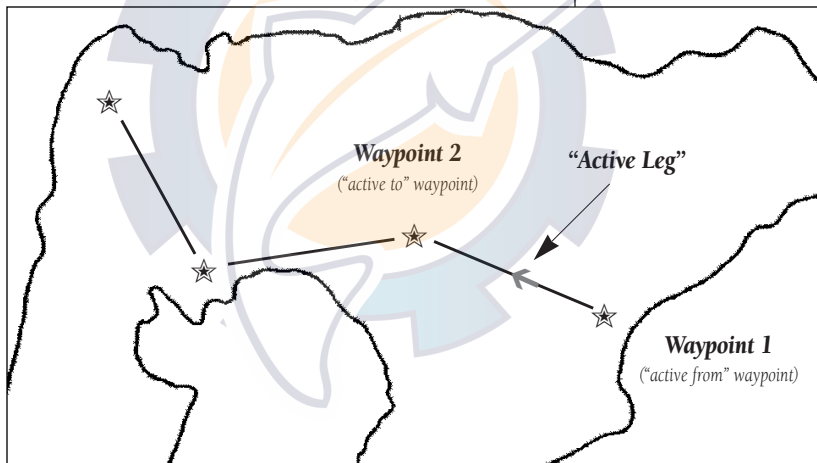 Waypoint 2
(“active to” waypoint)
“Active Leg”
Waypoint 1
(“active from” waypoint)